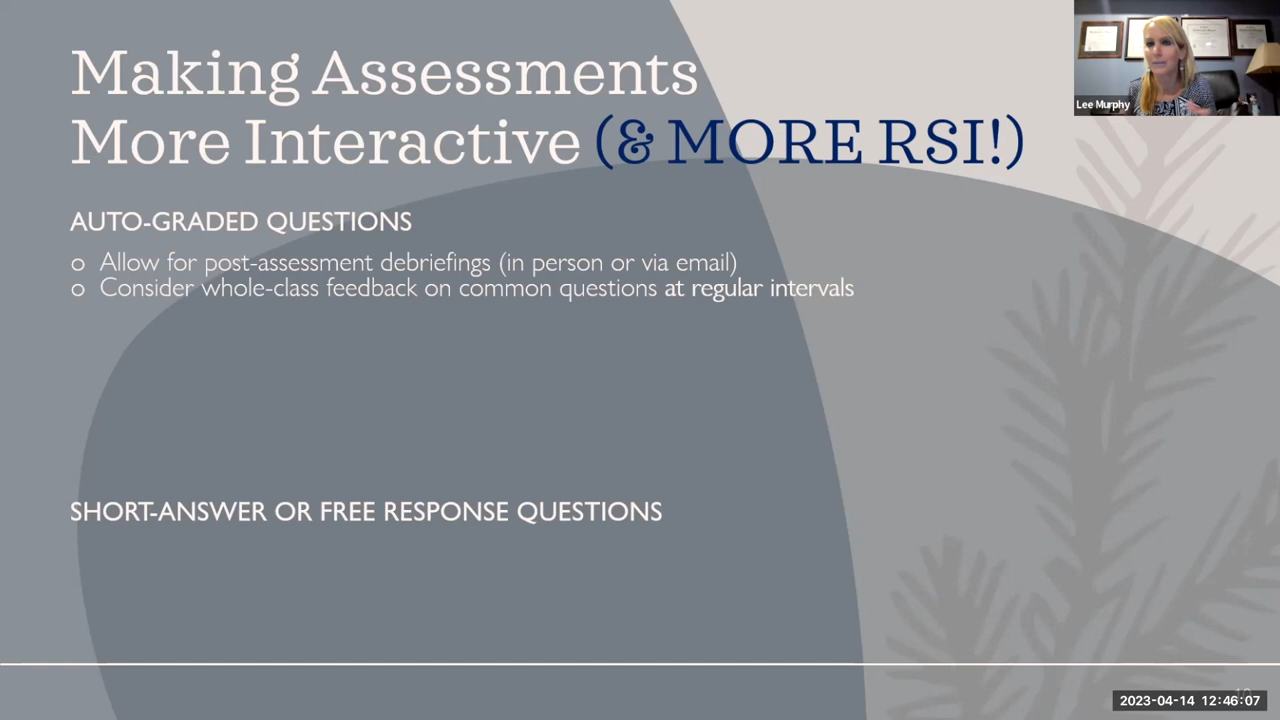 Making Assessments
More Interactive (& MORE RSI!)
Lee Murphy
AUTO-GRADED QUESTIONS
o Allow for post-assessment debriefings (in person or via email)
o Consider whole-class feedback on common questions at regular intervals
SHORT-ANSWER OR FREE RESPONSE QUESTIONS
2023-04-14 12:46:07